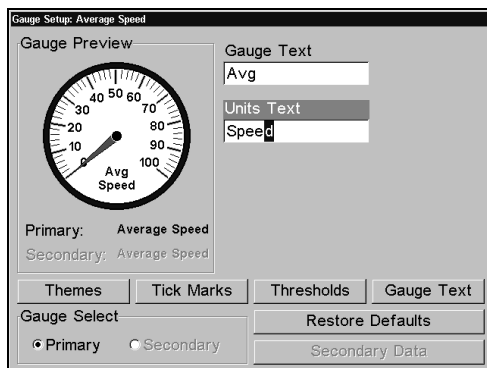 Gauge Setup: Average Speed
Gauge Preview
Gauge Text
Avg
Units Text
Speed
0 10 20 30 40 50 60 70 80 90 100
Avg
Speed
Primary: Average Speed
Secondary: Average Speed
Themes Tick Marks Thresholds Gauge Text
Gauge Select
Primary Secondary
Restore Defaults
Secondary Data